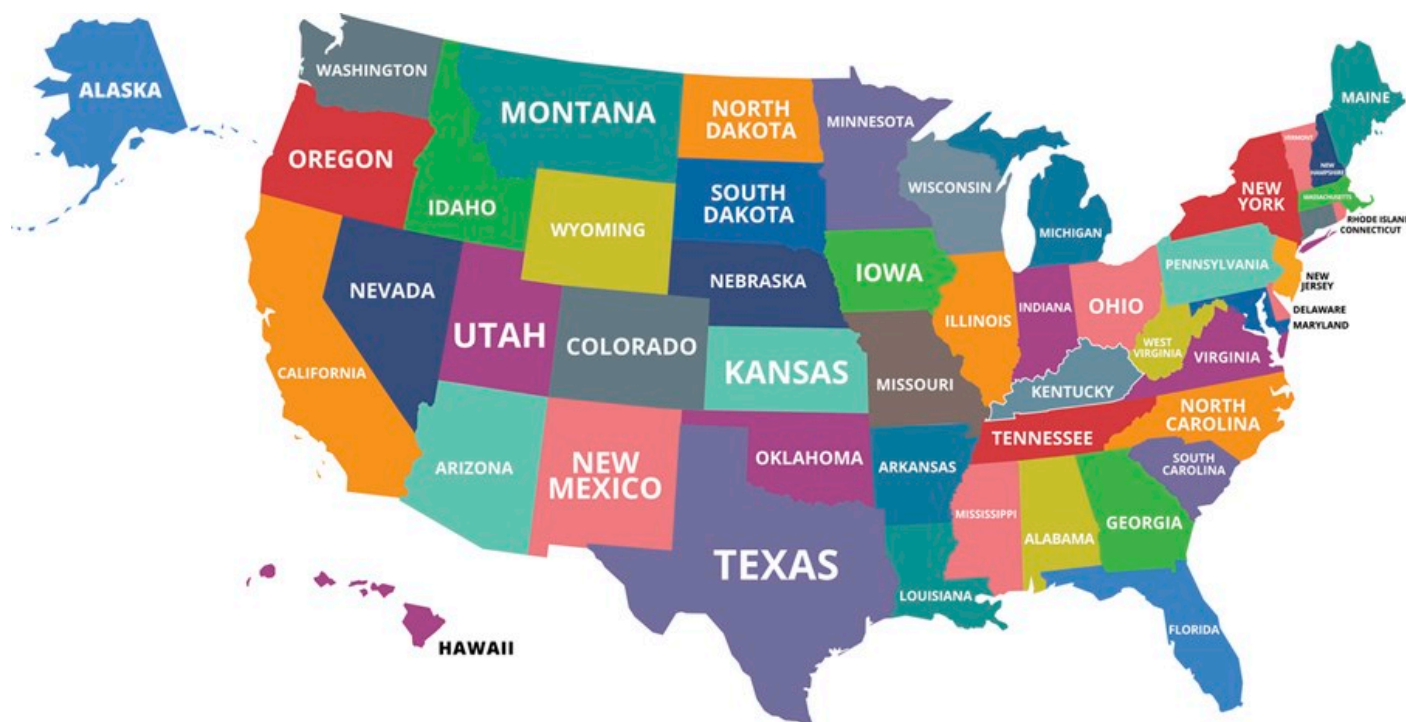 ALASKA
WASHINGTON
MONTANA
NORTH
DAKOTA
MINNESOTA
MAINE
VERMONT
NEW
HAMPSHIRE
OREGON
IDAHO
WYOMING
SOUTH
DAKOTA
WISCONSIN
MICHIGAN
NEW
YORK
MASSACHUSETTS
RHODE ISLAND
CONNECTICUT
NEVADA
UTAH
COLORADO
NEBRASKA
IOWA
ILLINOIS
INDIANA
OHIO
PENNSYLVANIA
NEW
JERSEY
DELAWARE
MARYLAND
WEST
VIRGINIA
VIRGINIA
CALIFORNIA
KANSAS
MISSOURI
KENTUCKY
ARIZONA
NEW
MEXICO
OKLAHOMA
ARKANSAS
TENNESSEE
NORTH
CAROLINA
SOUTH
CAROLINA
TEXAS
LOUISIANA
MISSISSIPPI
ALABAMA
GEORGIA
FLORIDA
HAWAII